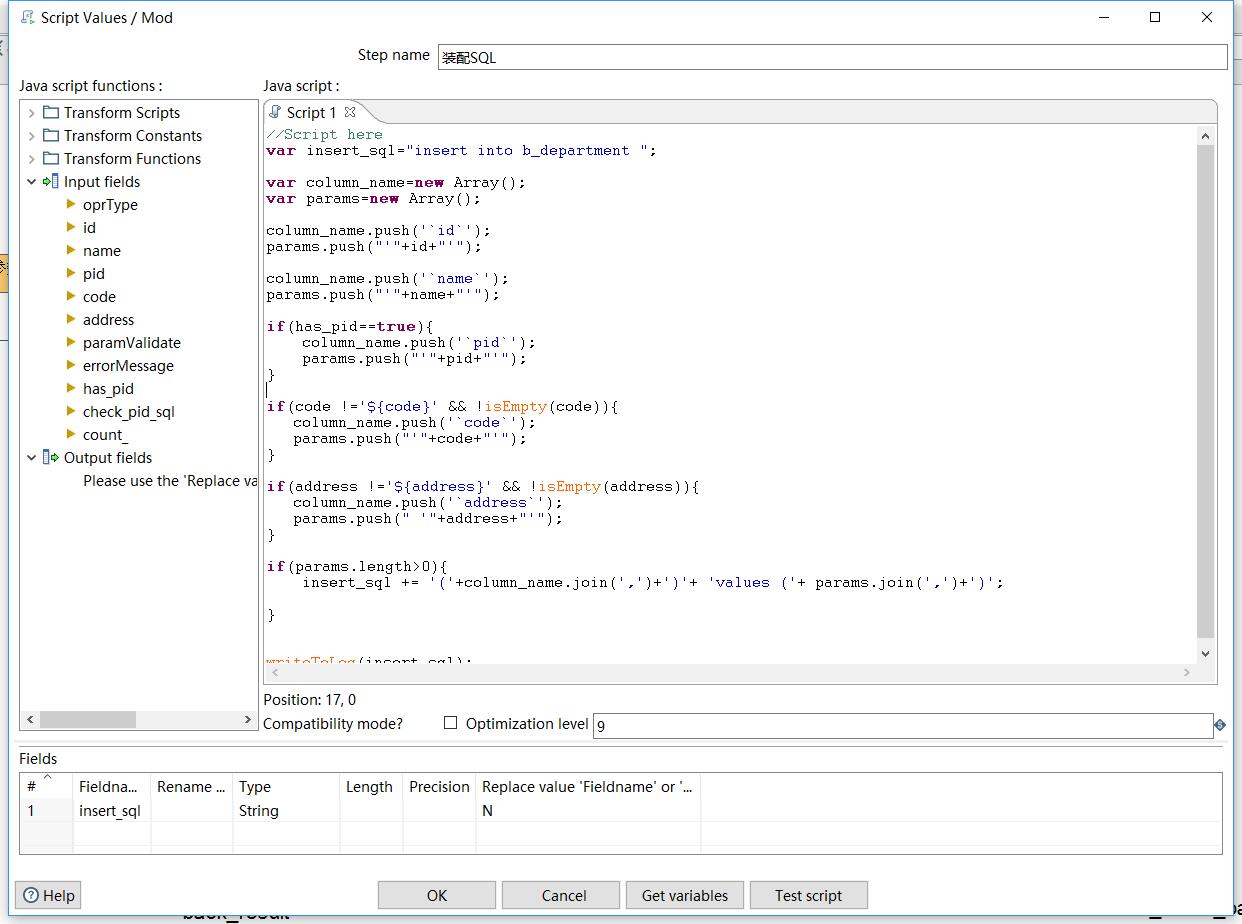 Script Values / Mod
Step name 装配SQL
Java script functions :
Transform Scripts
Transform Constants
Transform Functions
Input fields
oprType
id
name
pid
code
address
paramValidate
errorMessage
has_pid
check_pid_sql
count_
Output fields
Please use the 'Replace va
Java script :
Script 1
//Script here
var insert_sql="insert into b_department ";
var column_name=new Array();
var params=new Array();
column_name.push('`id`');
params.push("'"+id+"'");
column_name.push('`name`');
params.push("'"+name+"'");
if(has_pid==true){
column_name.push('`pid`');
params.push("'"+pid+"'");
}
if(code !='${code}' && !isEmpty(code)){
column_name.push('`code`');
params.push("'"+code+"'");
}
if(address !='${address}' && !isEmpty(address)){
column_name.push('`address`');
params.push(" '"+address+"'");
}
if(params.length>0){
insert_sql += '('+column_name.join(',')+')'+ 'values ('+ params.join(',')+')';
}
writeToLog(insert_sql);
Position: 17, 0
Compatibility mode? Optimization level 9
Fields
# Fieldna... Rename ... Type Length Precision Replace value 'Fieldname' or '...
1 insert_sql String N
Help OK Cancel Get variables Test script
back_result